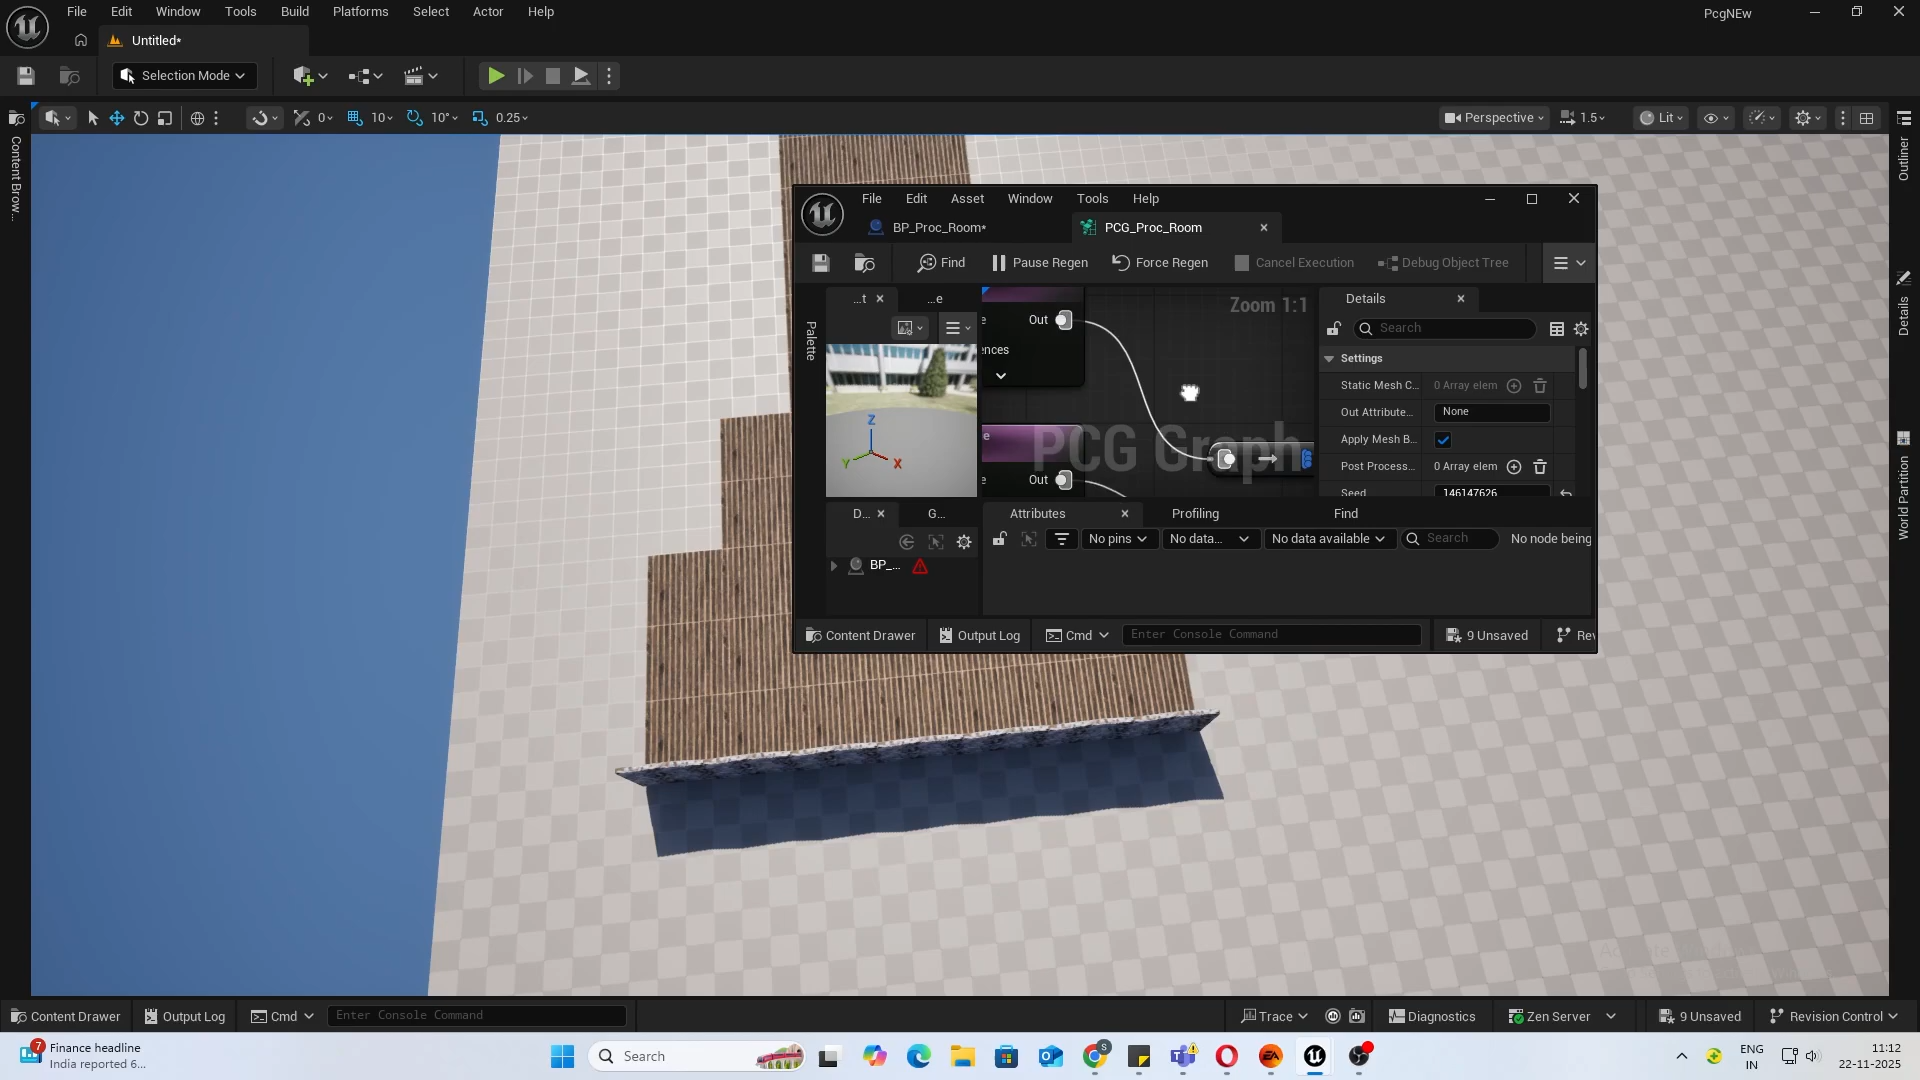 File Edit Window Tools Build Platforms Select Actor Help
PcgNEw
Untitled*
Selection Mode
0 10 10° 0.25
Perspective 1.5 Lit
Content Brow...
Outliner
Details
World Partition
File Edit Asset Window Tools Help
BP_Proc_Room* PCG_Proc_Room
Find Pause Regen Force Regen Cancel Execution Debug Object Tree
Palette
...t ...e
Zoom 1:1
Details
Search
Out
ences
Settings
Static Mesh C... 0 Array elem
Out Attribute... None
Apply Mesh B...
Post Process... 0 Array elem
Seed 146147626
Z
Y X
e
PCG Graph
Out
D... G...
Attributes Profiling Find
No pins No data... No data available Search No node being
BP_...
Content Drawer Output Log Cmd Enter Console Command 9 Unsaved Rev
Content Drawer Output Log Cmd Enter Console Command Trace Diagnostics Zen Server 9 Unsaved Revision Control
7
Finance headline
India reported 6...
Search
S
EA
ENG
IN
11:12
22-11-2025